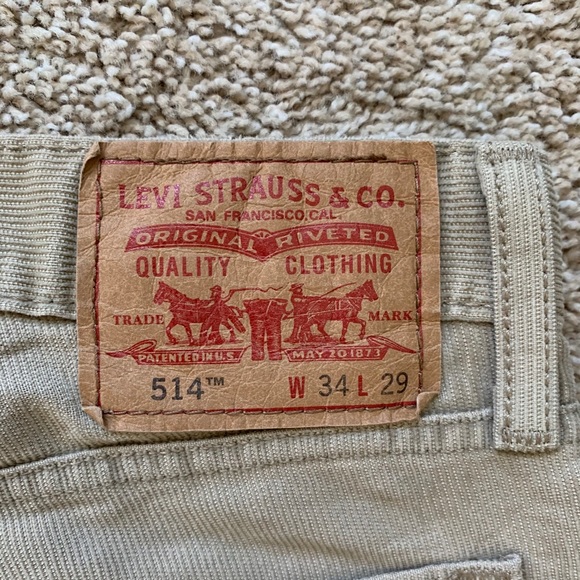 LEVI STRAUSS & CO.
SAN FRANCISCO, CAL.
ORIGINAL RIVETED
QUALITY CLOTHING
TRADE MARK
PATENTED IN U.S. MAY 20 1873
514™ W 34 L 29